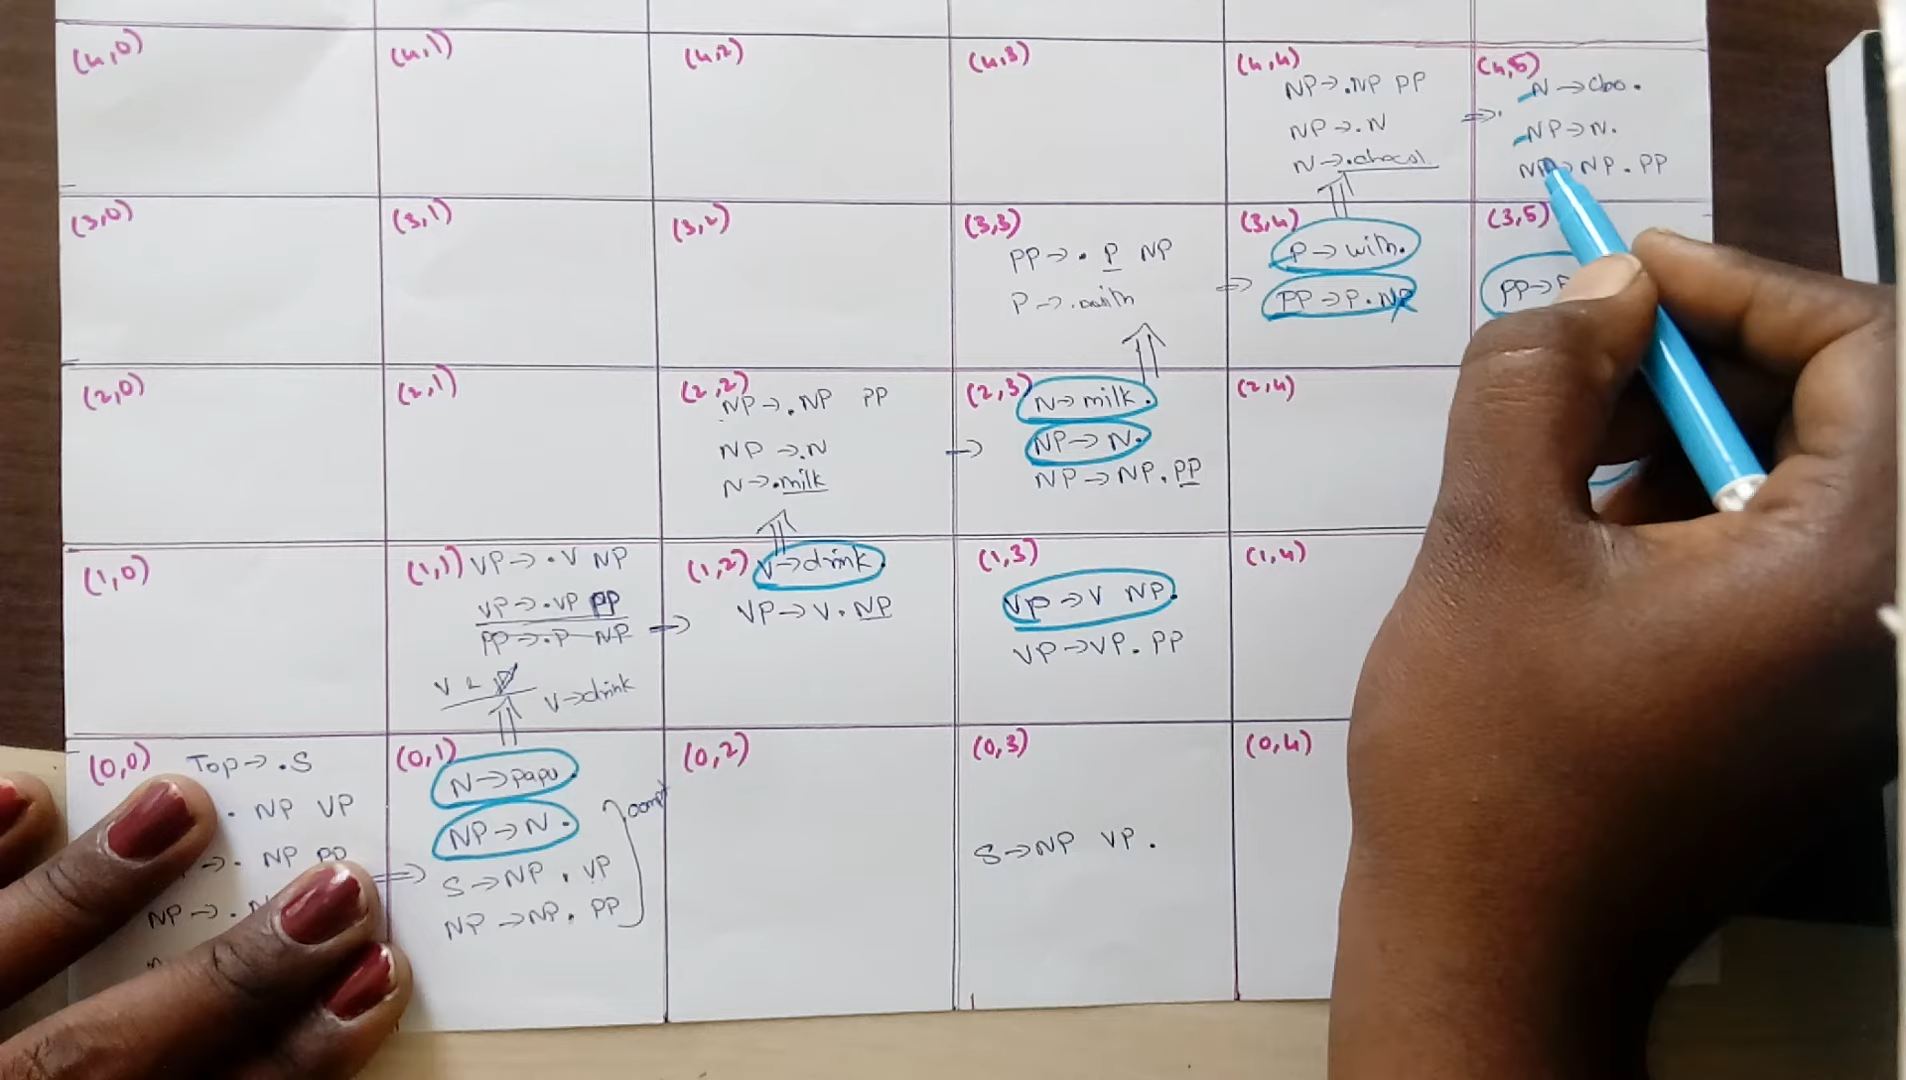 (4,0)
(4,1)
(4,2)
(4,3)
(4,4)
NP → .NP PP
NP → .N
N → .chocol
⇒
(4,5)
N → cho.
NP → N.
NP → NP . PP
(3,0)
(3,1)
(3,2)
(3,3)
PP → . P NP
P → .with
⇒
(3,4)
P → with.
PP → P . NP
(3,5)
PP →
(2,0)
(2,1)
(2,2)
NP → .NP PP
NP → .N
N → .milk
→
(2,3)
N → milk.
NP → N.
NP → NP . PP
(2,4)
(1,0)
(1,1) VP → . V NP
VP → .VP PP
PP → .P NP
V → drink
⇒
(1,2) V → drink.
VP → V . NP
(1,3)
VP → V NP.
VP → VP . PP
(1,4)
(0,0) Top → .S
. NP VP
→ . NP PP
NP → . N
⇒
(0,1)
N → papu.
NP → N.
S → NP . VP
NP → NP . PP
(0,2)
(0,3)
S → NP VP .
(0,4)